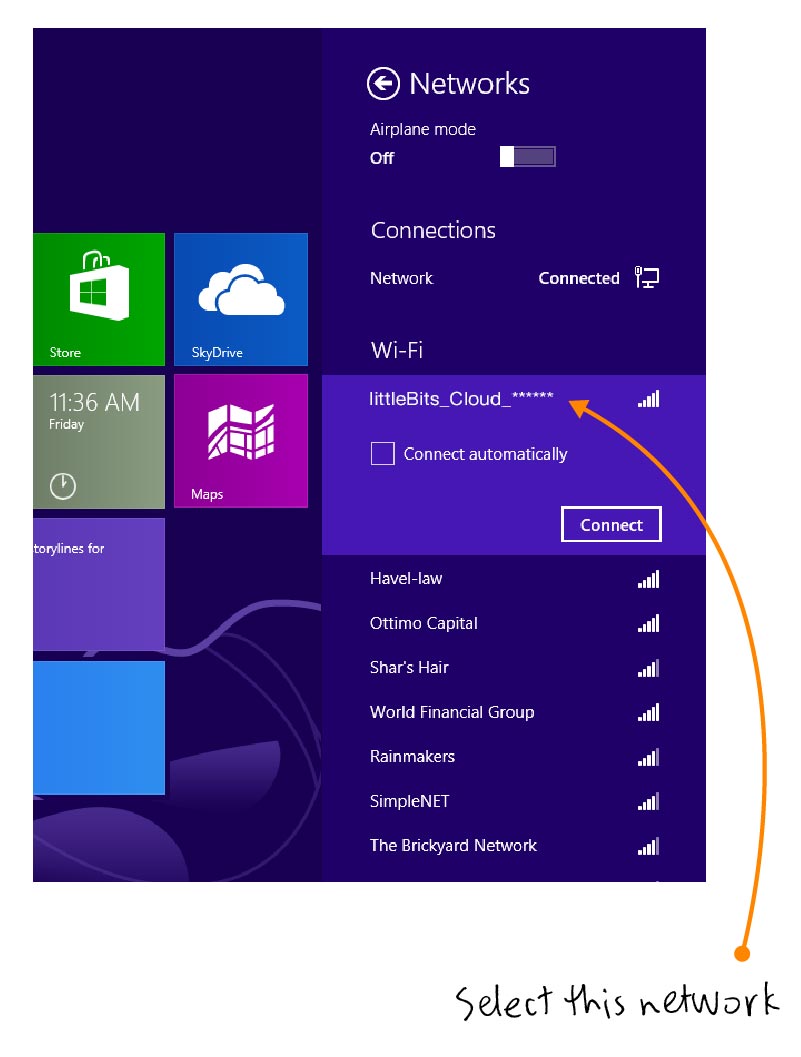 Networks
Airplane mode
Off
Connections
Network Connected
Wi-Fi
littleBits_Cloud_******
Connect automatically
Connect
Havel-law
Ottimo Capital
Shar's Hair
World Financial Group
Rainmakers
SimpleNET
The Brickyard Network
Store
SkyDrive
11:36 AM
Friday
Maps
torylines for
Select this network